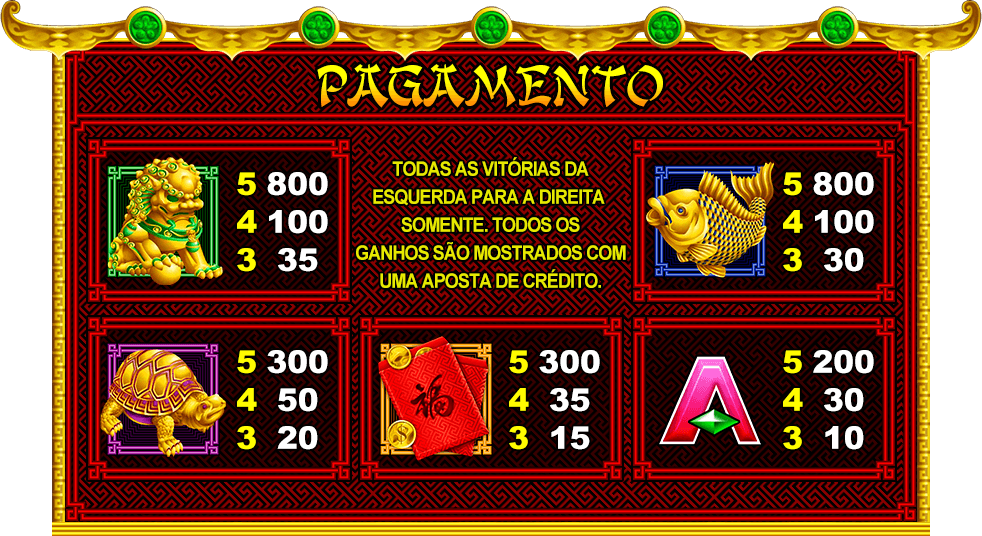 PAGAMENTO
5 800
4 100
3 35
TODAS AS VITÓRIAS DA
ESQUERDA PARA A DIREITA
SOMENTE. TODOS OS
GANHOS SÃO MOSTRADOS COM
UMA APOSTA DE CRÉDITO.
5 800
4 100
3 30
5 300
4 50
3 20
福
$
5 300
4 35
3 15
A
5 200
4 30
3 10